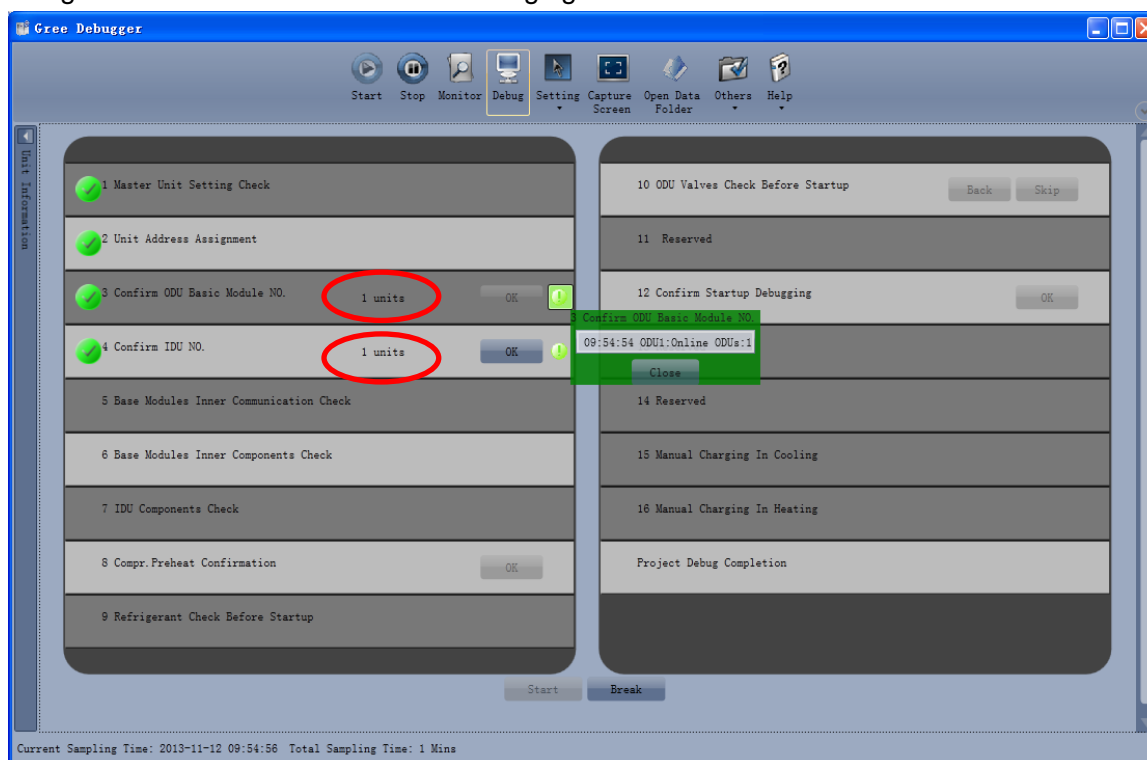 Gree Debugger
Start Stop Monitor Debug Setting Capture Screen Open Data Folder Others Help
Unit Information
1 Master Unit Setting Check
2 Unit Address Assignment
3 Confirm ODU Basic Module NO. 1 units OK
4 Confirm IDU NO. 1 units OK
5 Base Modules Inner Communication Check
6 Base Modules Inner Components Check
7 IDU Components Check
8 Compr.Preheat Confirmation OK
9 Refrigerant Check Before Startup
10 ODU Valves Check Before Startup Back Skip
11 Reserved
12 Confirm Startup Debugging OK
3 Confirm ODU Basic Module NO.
09:54:54 ODU1:Online ODUs:1
Close
14 Reserved
15 Manual Charging In Cooling
16 Manual Charging In Heating
Project Debug Completion
Start Break
Current Sampling Time: 2013-11-12 09:54:56 Total Sampling Time: 1 Mins